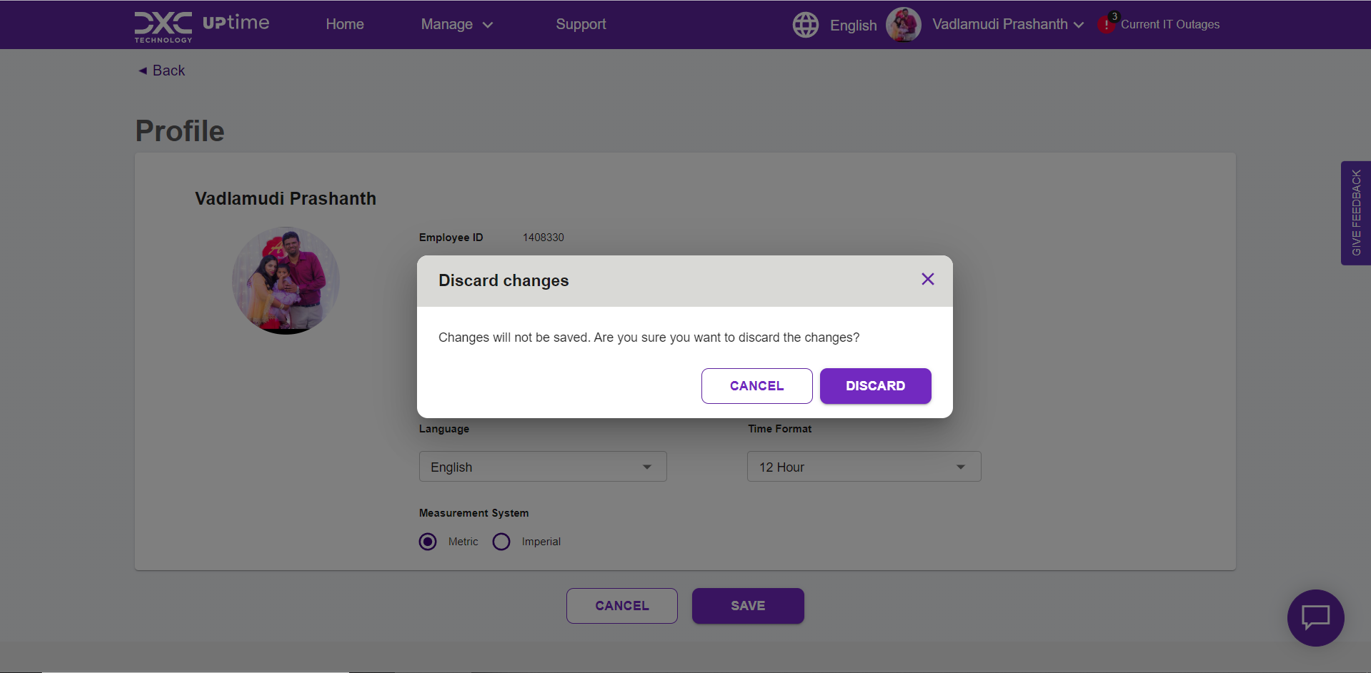 DXC TECHNOLOGY UPtime Home Manage Support English Vadlamudi Prashanth 3 ! Current IT Outages
◄ Back
Profile
GIVE FEEDBACK
Vadlamudi Prashanth
Employee ID 1408330
Discard changes
Changes will not be saved. Are you sure you want to discard the changes?
CANCEL DISCARD
Language Time Format
English 12 Hour
Measurement System
Metric Imperial
CANCEL SAVE